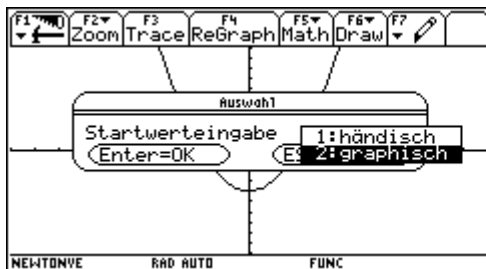 F1 F2 F3 F4 F5 F6 F7
Zoom Trace ReGraph Math Draw
Auswahl
Startwerteingabe
1:händisch
2:graphisch
Enter=OK
NEWTONVE RAD AUTO FUNC